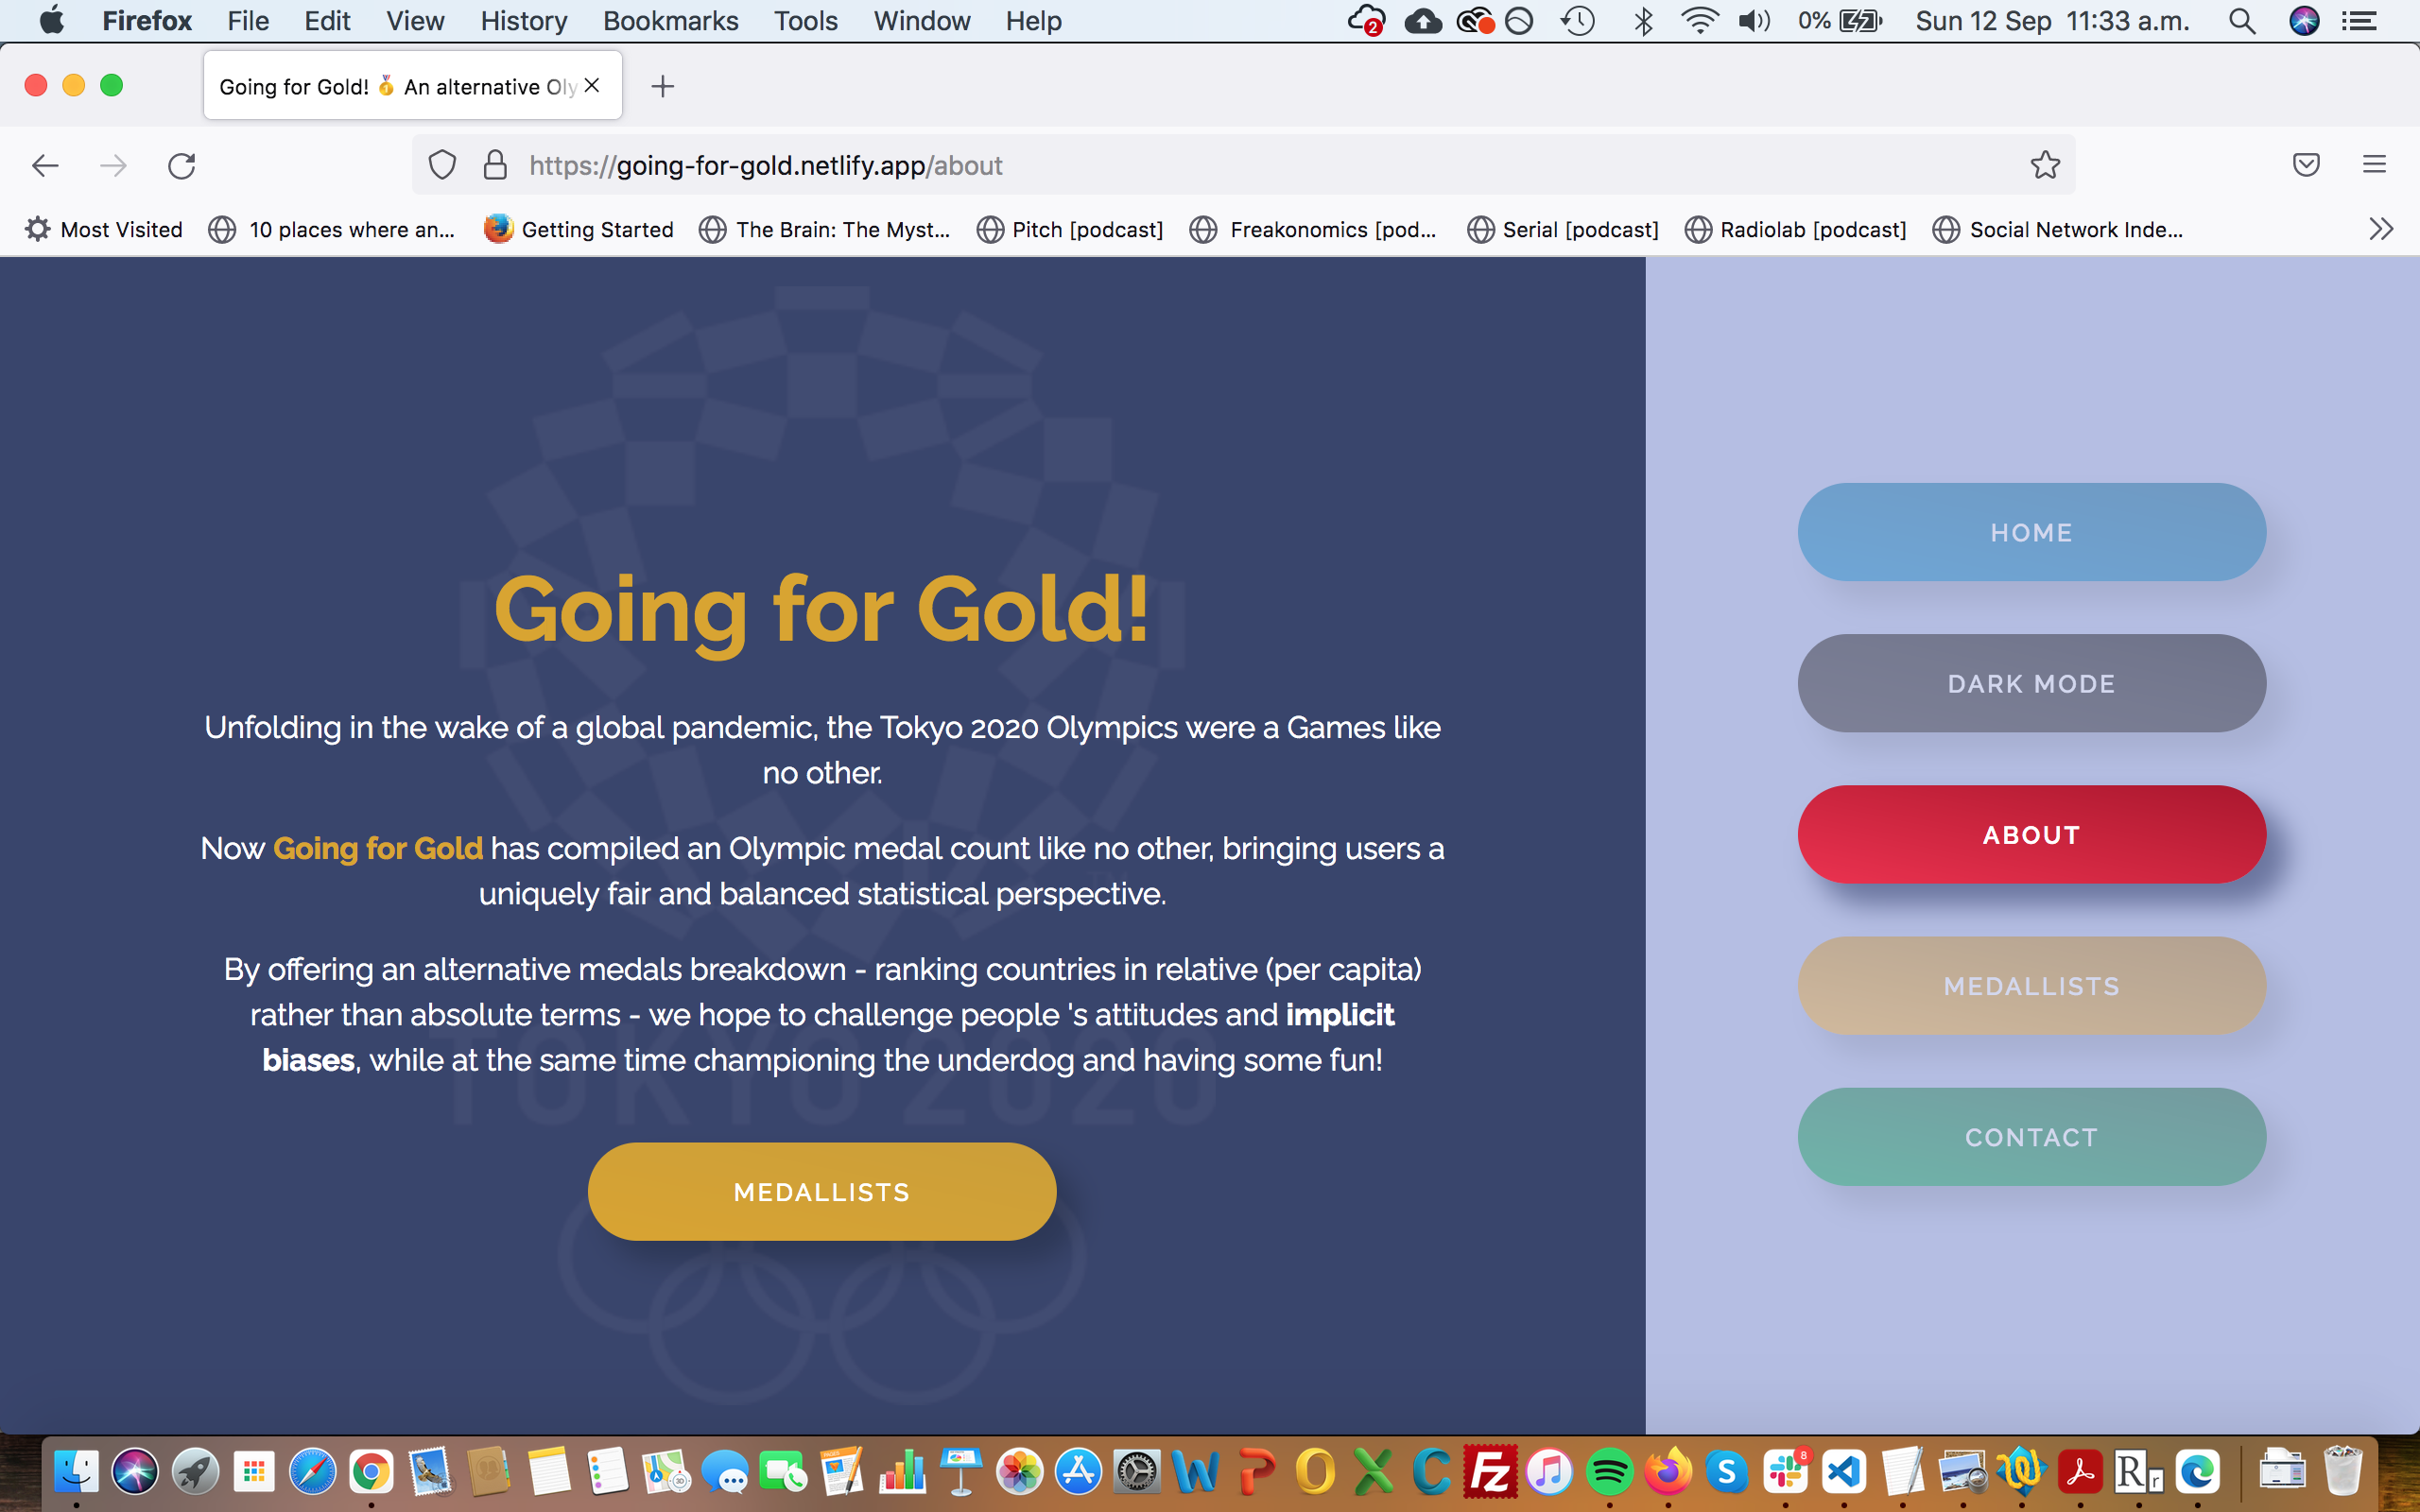 Firefox File Edit View History Bookmarks Tools Window Help 2 0% Sun 12 Sep 11:33 a.m.
Going for Gold! 🏅 An alternative Oly
https://going-for-gold.netlify.app/about
Most Visited 10 places where an... Getting Started The Brain: The Myst... Pitch [podcast] Freakonomics [pod... Serial [podcast] Radiolab [podcast] Social Network Inde...
Going for Gold!
Unfolding in the wake of a global pandemic, the Tokyo 2020 Olympics were a Games like
no other.
Now Going for Gold has compiled an Olympic medal count like no other, bringing users a
uniquely fair and balanced statistical perspective.
By offering an alternative medals breakdown - ranking countries in relative (per capita)
rather than absolute terms - we hope to challenge people 's attitudes and implicit
biases, while at the same time championing the underdog and having some fun!
TOKYO 2020
MEDALLISTS
HOME
DARK MODE
ABOUT
MEDALLISTS
CONTACT
30 W P O X C Fz S 8 R r